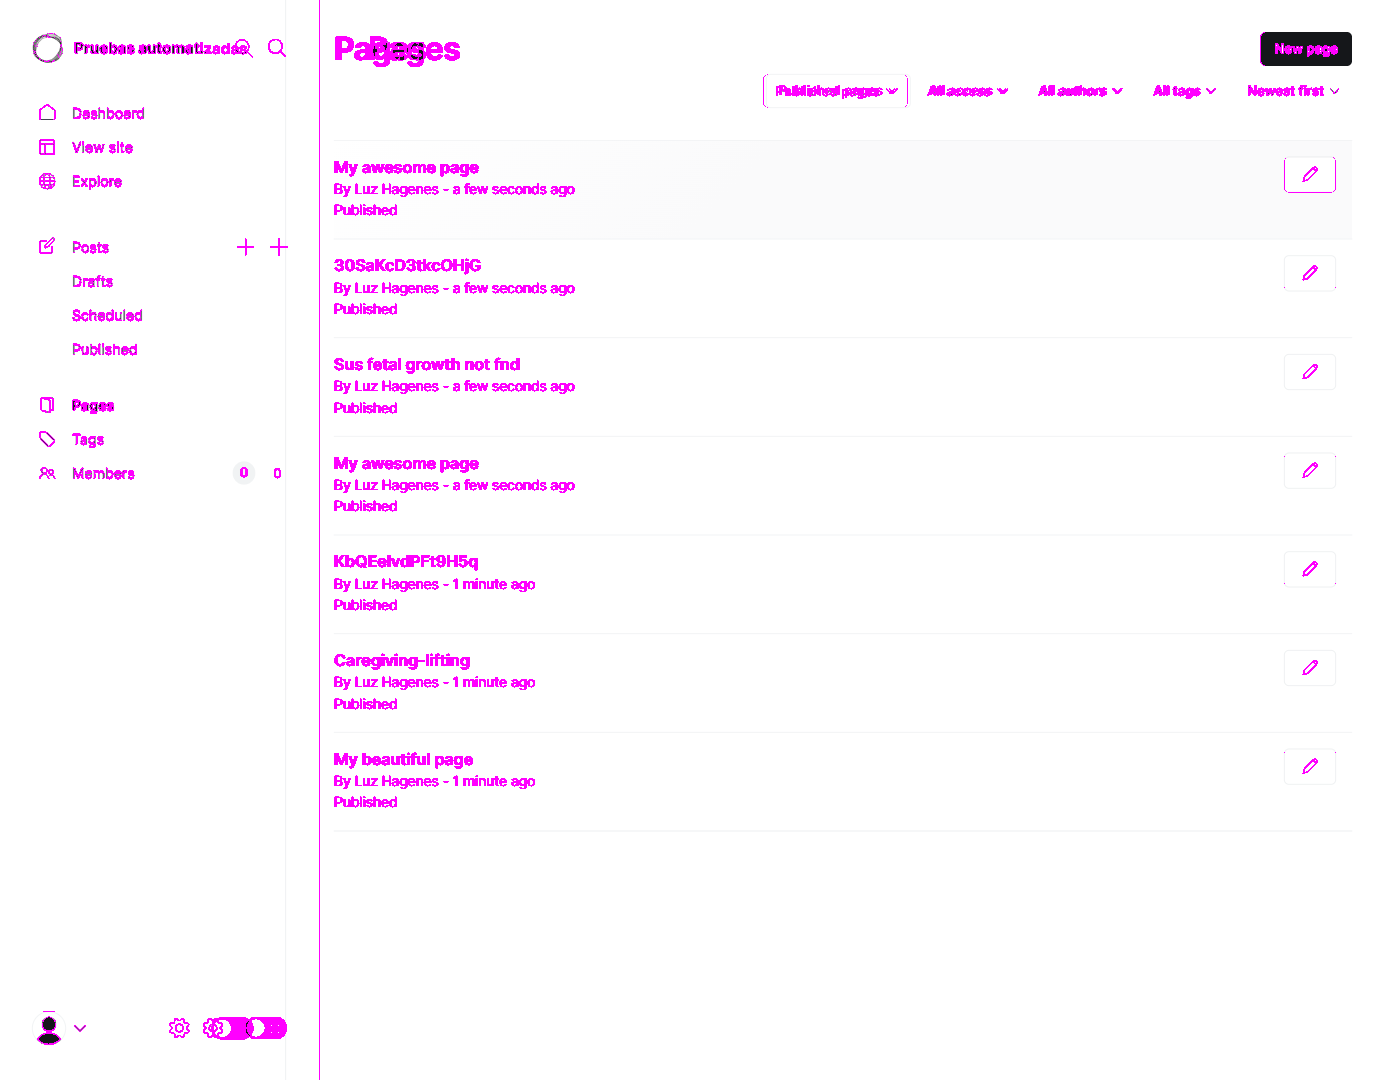 Pruebas automatizadas
Dashboard
View site
Explore
Posts
Drafts
Scheduled
Published
Pages
Tags
Members
0
0
Pages
New page
Published pages
All access
All authors
All tags
Newest first
My awesome page
By Luz Hagenes - a few seconds ago
Published
30SaKcD3tkcOHjG
By Luz Hagenes - a few seconds ago
Published
Sus fetal growth not fnd
By Luz Hagenes - a few seconds ago
Published
My awesome page
By Luz Hagenes - a few seconds ago
Published
By Luz Hagenes - 1 minute ago
Published
Caregiving-lifting
By Luz Hagenes - 1 minute ago
Published
My beautiful page
By Luz Hagenes - 1 minute ago
Published